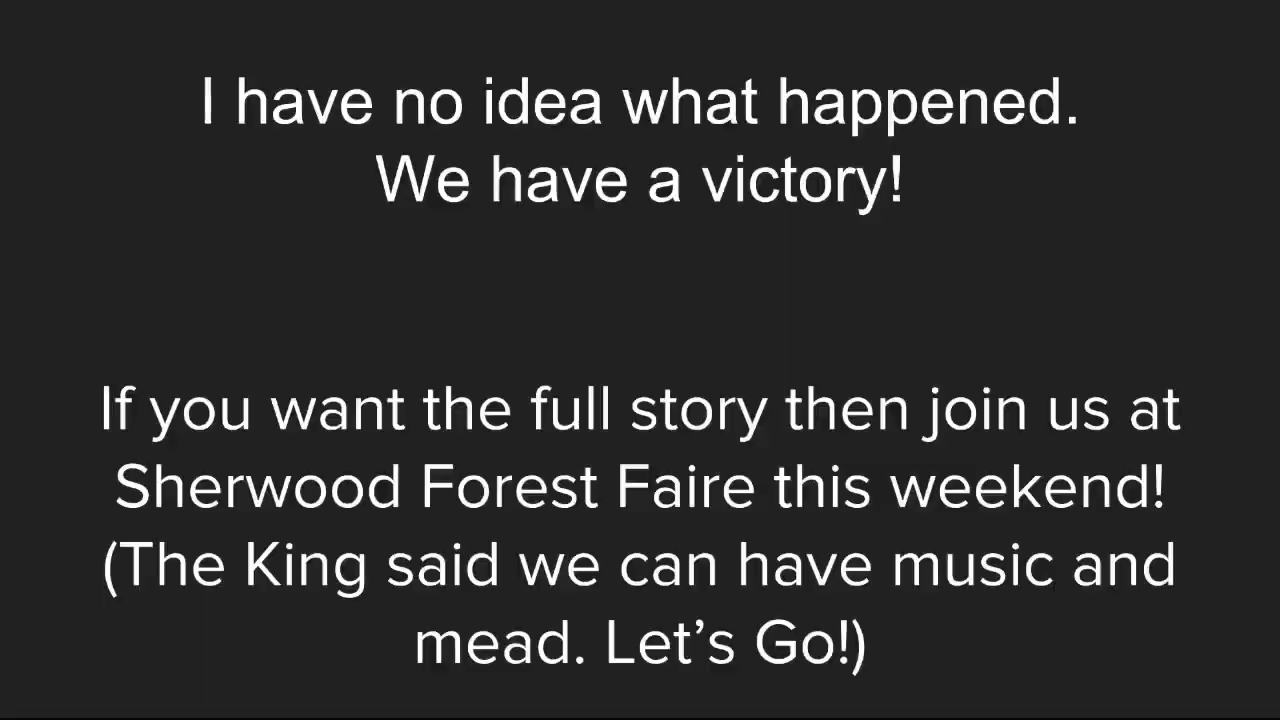 I have no idea what happened.
We have a victory!
If you want the full story then join us at
Sherwood Forest Faire this weekend!
(The King said we can have music and
mead. Let’s Go!)